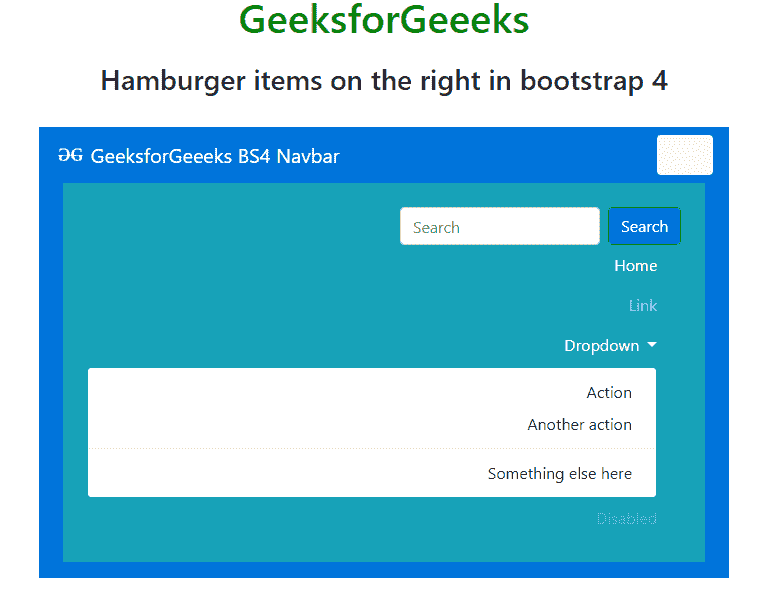 GeeksforGeeeks
Hamburger items on the right in bootstrap 4
GeeksforGeeeks BS4 Navbar
Search Search
Home
Link
Dropdown
Action
Another action
Something else here
Disabled